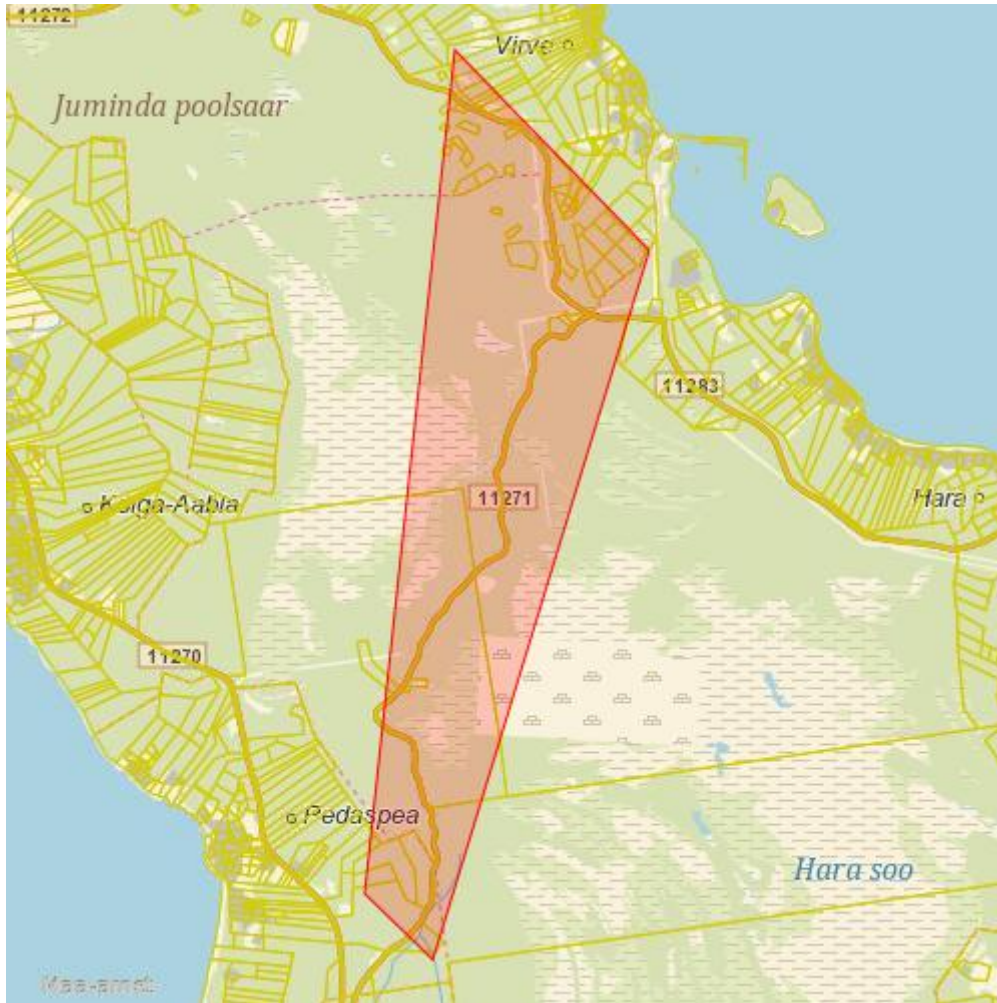 11272
Virve
Juminda poolsaar
11283
11271
Kolga-Aabla
Hara
11270
Pedaspea
Hara soo
Maa-amet